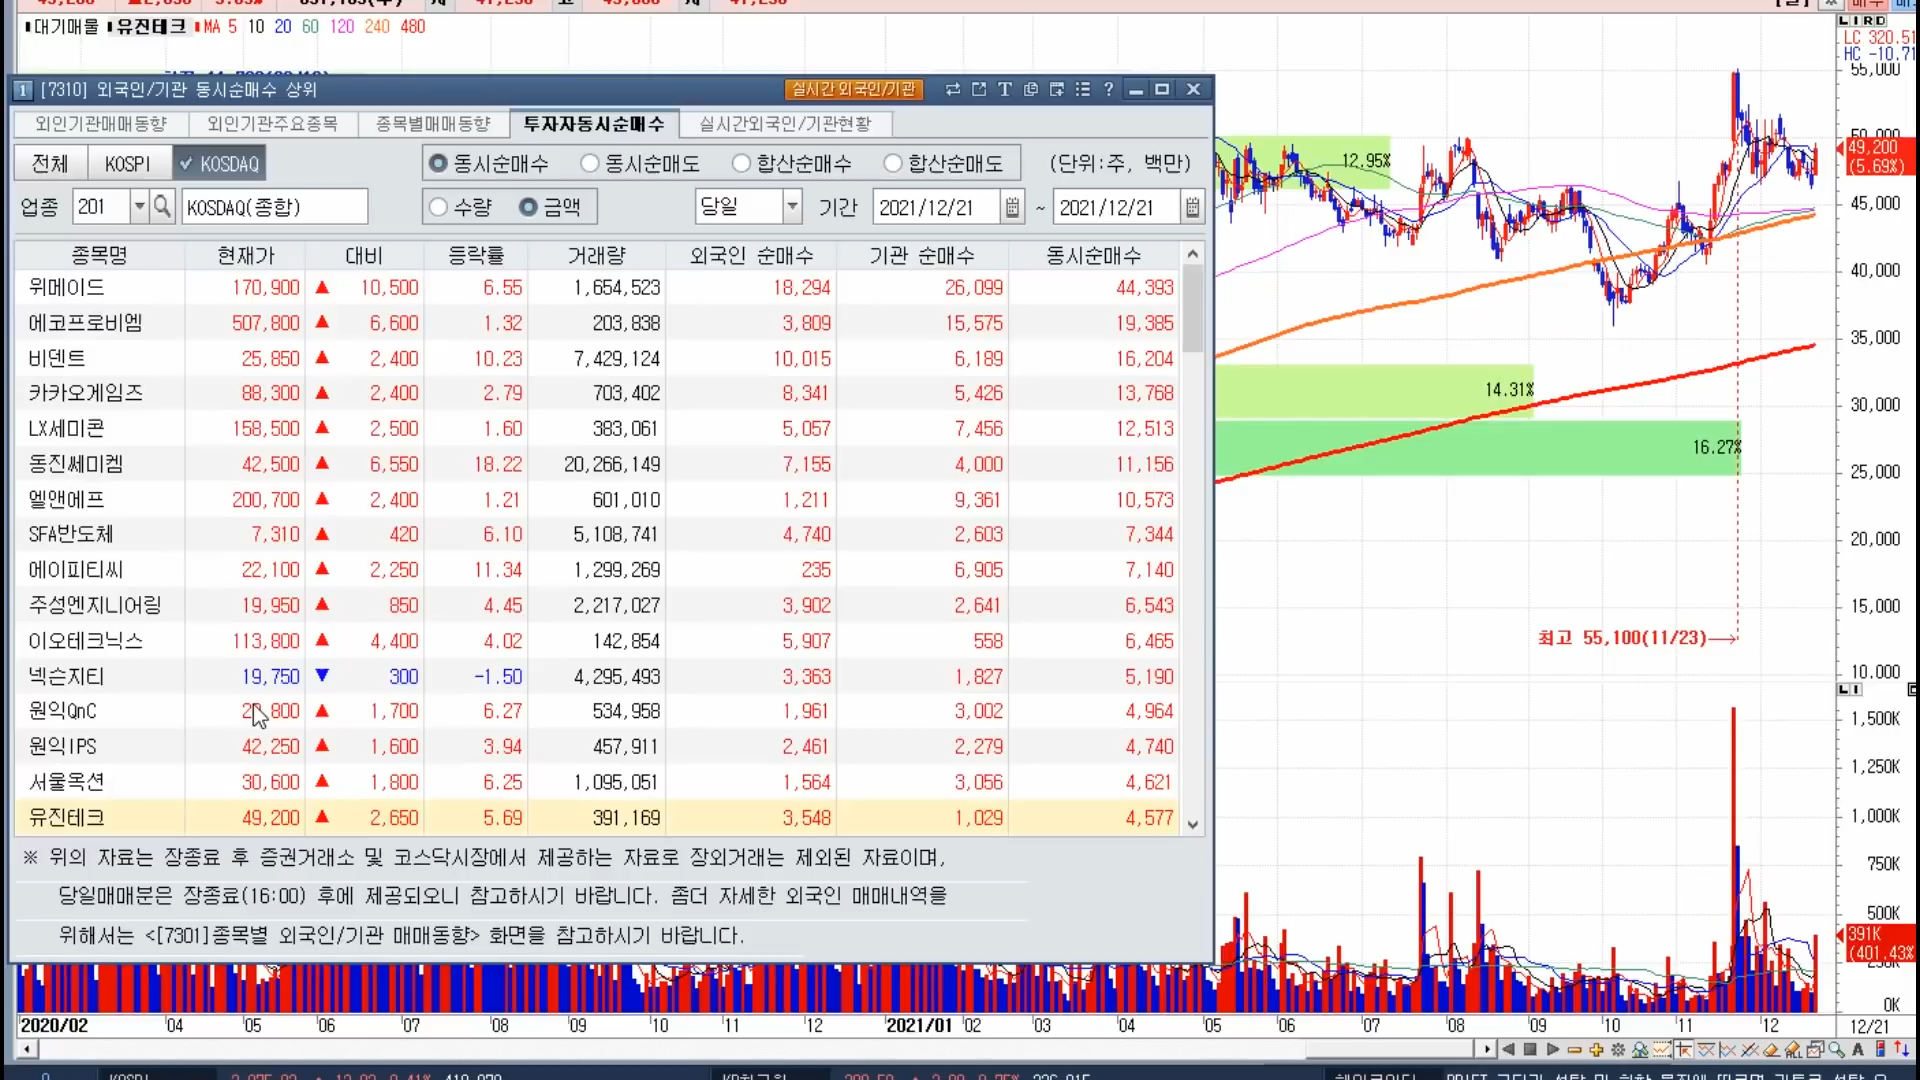 대기매물 유진테크 MA 5 10 20 60 120 240 480
LIRD
LC 320.51
HC -10.71
1 [7310] 외국인/기관 동시순매수 상위 실시간외국인/기관
외인기관매매동향 외인기관주요종목 종목별매매동향 투자자동시순매수 실시간외국인/기관현황
전체 KOSPI KOSDAQ 동시순매수 동시순매도 합산순매수 합산순매도 (단위:주, 백만)
업종 201 KOSDAQ(종합) 수량 금액 당일 기간 2021/12/21 ~ 2021/12/21
종목명 현재가 대비 등락률 거래량 외국인 순매수 기관 순매수 동시순매수
위메이드 170,900 ▲ 10,500 6.55 1,654,523 18,294 26,099 44,393
에코프로비엠 507,800 ▲ 6,600 1.32 203,838 3,809 15,575 19,385
비덴트 25,850 ▲ 2,400 10.23 7,429,124 10,015 6,189 16,204
카카오게임즈 88,300 ▲ 2,400 2.79 703,402 8,341 5,426 13,768
LX세미콘 158,500 ▲ 2,500 1.60 383,061 5,057 7,456 12,513
동진쎄미켐 42,500 ▲ 6,550 18.22 20,266,149 7,155 4,000 11,156
엘앤에프 200,700 ▲ 2,400 1.21 601,010 1,211 9,361 10,573
SFA반도체 7,310 ▲ 420 6.10 5,108,741 4,740 2,603 7,344
에이피티씨 22,100 ▲ 2,250 11.34 1,299,269 235 6,905 7,140
주성엔지니어링 19,950 ▲ 850 4.45 2,217,027 3,902 2,641 6,543
이오테크닉스 113,800 ▲ 4,400 4.02 142,854 5,907 558 6,465
넥슨지티 19,750 ▼ 300 -1.50 4,295,493 3,363 1,827 5,190
원익QnC ▲ 1,700 6.27 534,958 1,961 3,002 4,964
원익IPS 42,250 ▲ 1,600 3.94 457,911 2,461 2,279 4,740
서울옥션 30,600 ▲ 1,800 6.25 1,095,051 1,564 3,056 4,621
유진테크 49,200 ▲ 2,650 5.69 391,169 3,548 1,029 4,577
※ 위의 자료는 장종료 후 증권거래소 및 코스닥시장에서 제공하는 자료로 장외거래는 제외된 자료이며,
당일매매분은 장종료(16:00) 후에 제공되오니 참고하시기 바랍니다. 좀더 자세한 외국인 매매내역을
위해서는 <[7301]종목별 외국인/기관 매매동향> 화면을 참고하시기 바랍니다.
55,000
50,000
49,200
(5.69%)
45,000
40,000
35,000
30,000
25,000
20,000
15,000
10,000
12.95%
14.31%
16.27%
최고 55,100(11/23)→
LI
1,500K
1,250K
1,000K
750K
500K
391K
(401.43%
0K
2020/02 04 05 06 07 08 09 10 11 12 2021/01 02 03 04 05 06 07 08 09 10 11 12 12/21